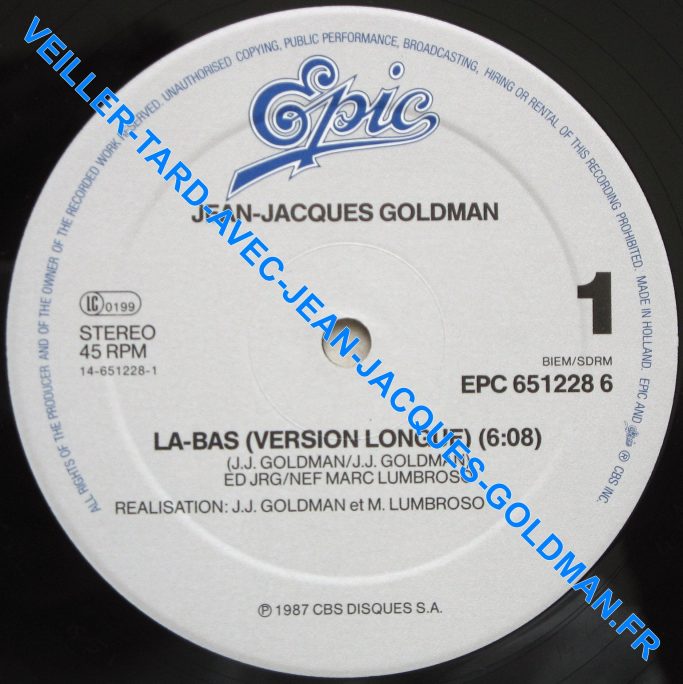 ALL RIGHTS OF THE PRODUCER AND OF THE OWNER OF THE RECORDED WORK RESERVED. UNAUTHORISED COPYING, PUBLIC PERFORMANCE, BROADCASTING, HIRING OR RENTAL OF THIS RECORDING PROHIBITED. MADE IN HOLLAND. EPIC AND Epic ® CBS INC.
Epic
JEAN-JACQUES GOLDMAN
1
LC 0199
STEREO
45 RPM
14-651228-1
BIEM/SDRM
EPC 651228 6
LA-BAS (VERSION LONGUE) (6:08)
(J.J. GOLDMAN/J.J. GOLDMAN)
ED JRG/NEF MARC LUMBROSO
REALISATION: J.J. GOLDMAN et M. LUMBROSO
℗ 1987 CBS DISQUES S.A.
VEILLER-TARD-AVEC-JEAN-JACQUES-GOLDMAN.FR